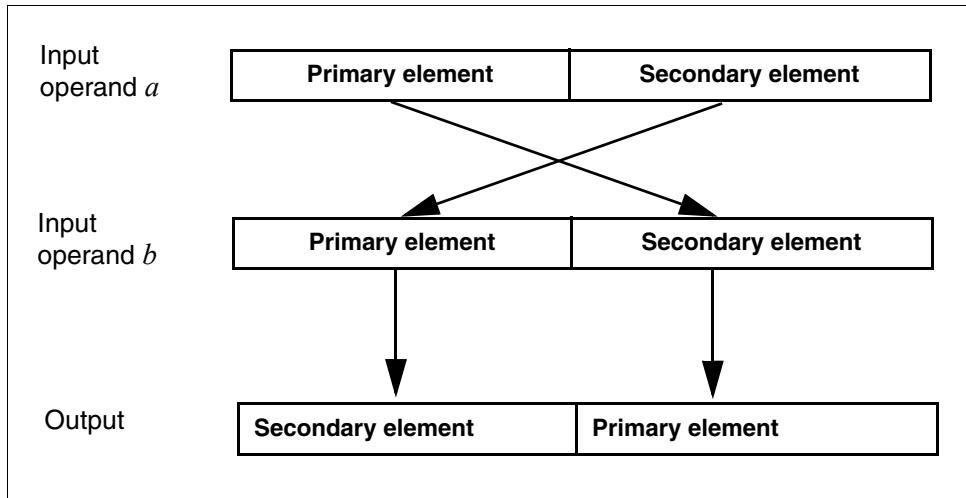 Input
operand a
Primary element Secondary element
Input
operand b
Primary element Secondary element
Output
Secondary element Primary element